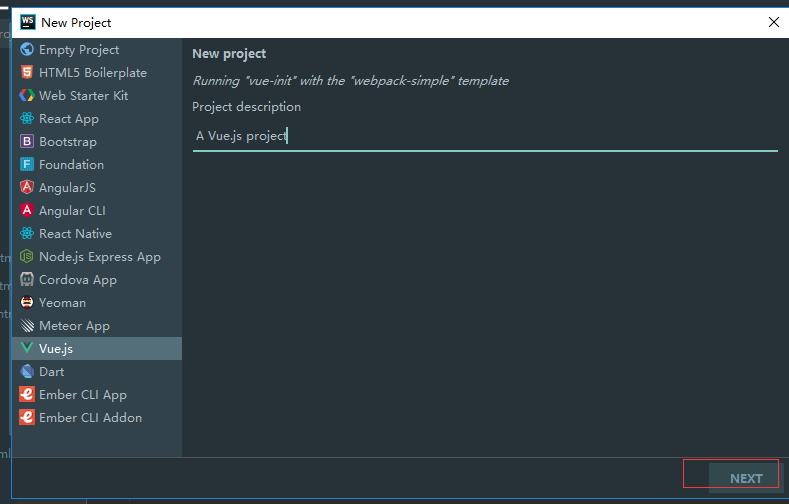 WS New Project
Empty Project
HTML5 Boilerplate
Web Starter Kit
React App
Bootstrap
Foundation
AngularJS
Angular CLI
React Native
Node.js Express App
Cordova App
Yeoman
Meteor App
Vue.js
Dart
Ember CLI App
Ember CLI Addon
New project
Running "vue-init" with the "webpack-simple" template
Project description
A Vue.js project
NEXT